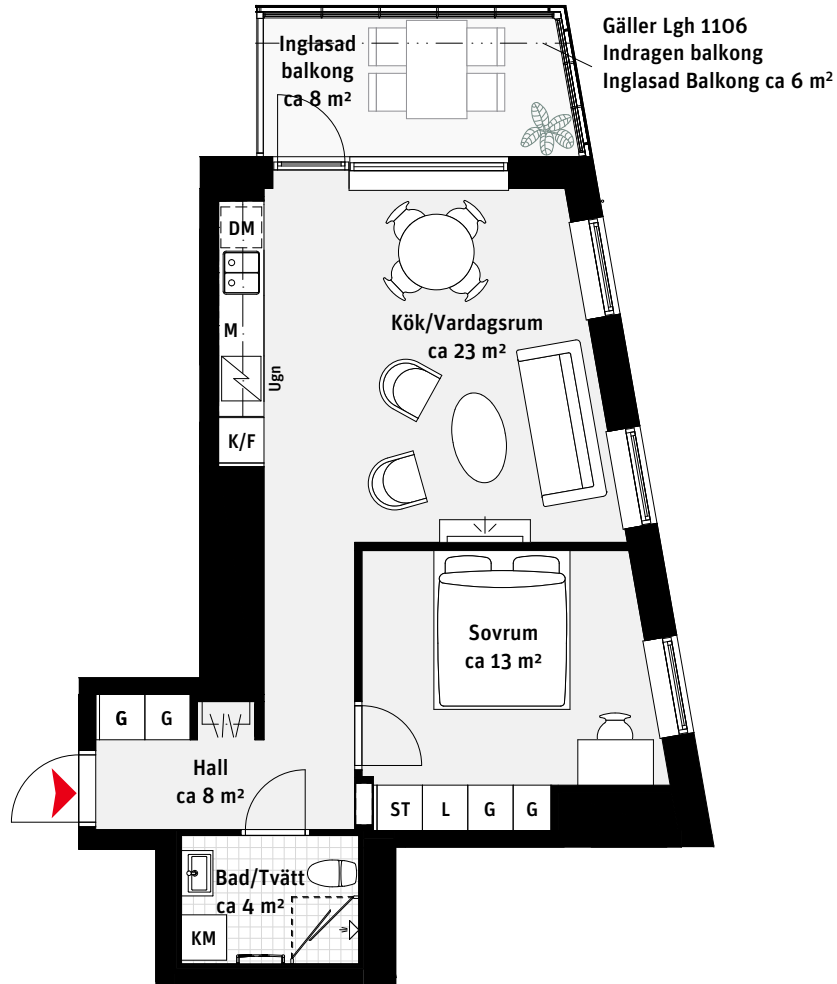 Gäller Lgh 1106
Indragen balkong
Inglasad Balkong ca 6 m²
Inglasad
balkong
ca 8 m²
DM
M
Ugn
K/F
Kök/Vardagsrum
ca 23 m²
Sovrum
ca 13 m²
G
G
Hall
ca 8 m²
ST
L
G
G
Bad/Tvätt
ca 4 m²
KM